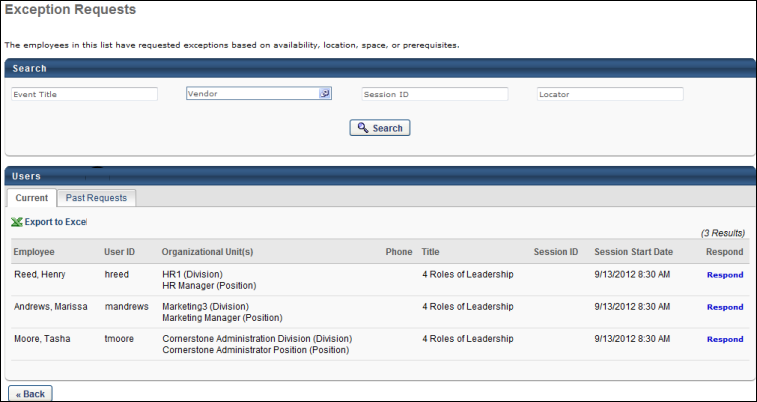 Exception Requests
The employees in this list have requested exceptions based on availability, location, space, or prerequisites.
Search
Event Title Vendor Session ID Locator
Search
Users
Current Past Requests
Export to Excel
(3 Results)
Employee User ID Organizational Unit(s) Phone Title Session ID Session Start Date Respond
Reed, Henry hreed HR1 (Division) 4 Roles of Leadership 9/13/2012 8:30 AM Respond
HR Manager (Position)
Andrews, Marissa mandrews Marketing3 (Division) 4 Roles of Leadership 9/13/2012 8:30 AM Respond
Marketing Manager (Position)
Moore, Tasha tmoore Cornerstone Administration Division (Division) 4 Roles of Leadership 9/13/2012 8:30 AM Respond
Cornerstone Administrator Position (Position)
« Back